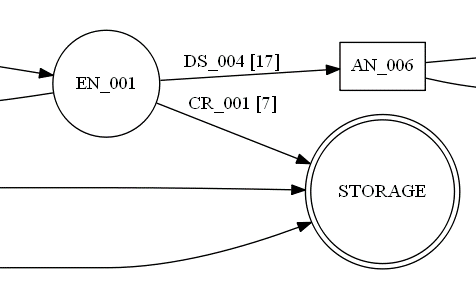 EN_001
DS_004 [17]
AN_006
CR_001 [7]
STORAGE